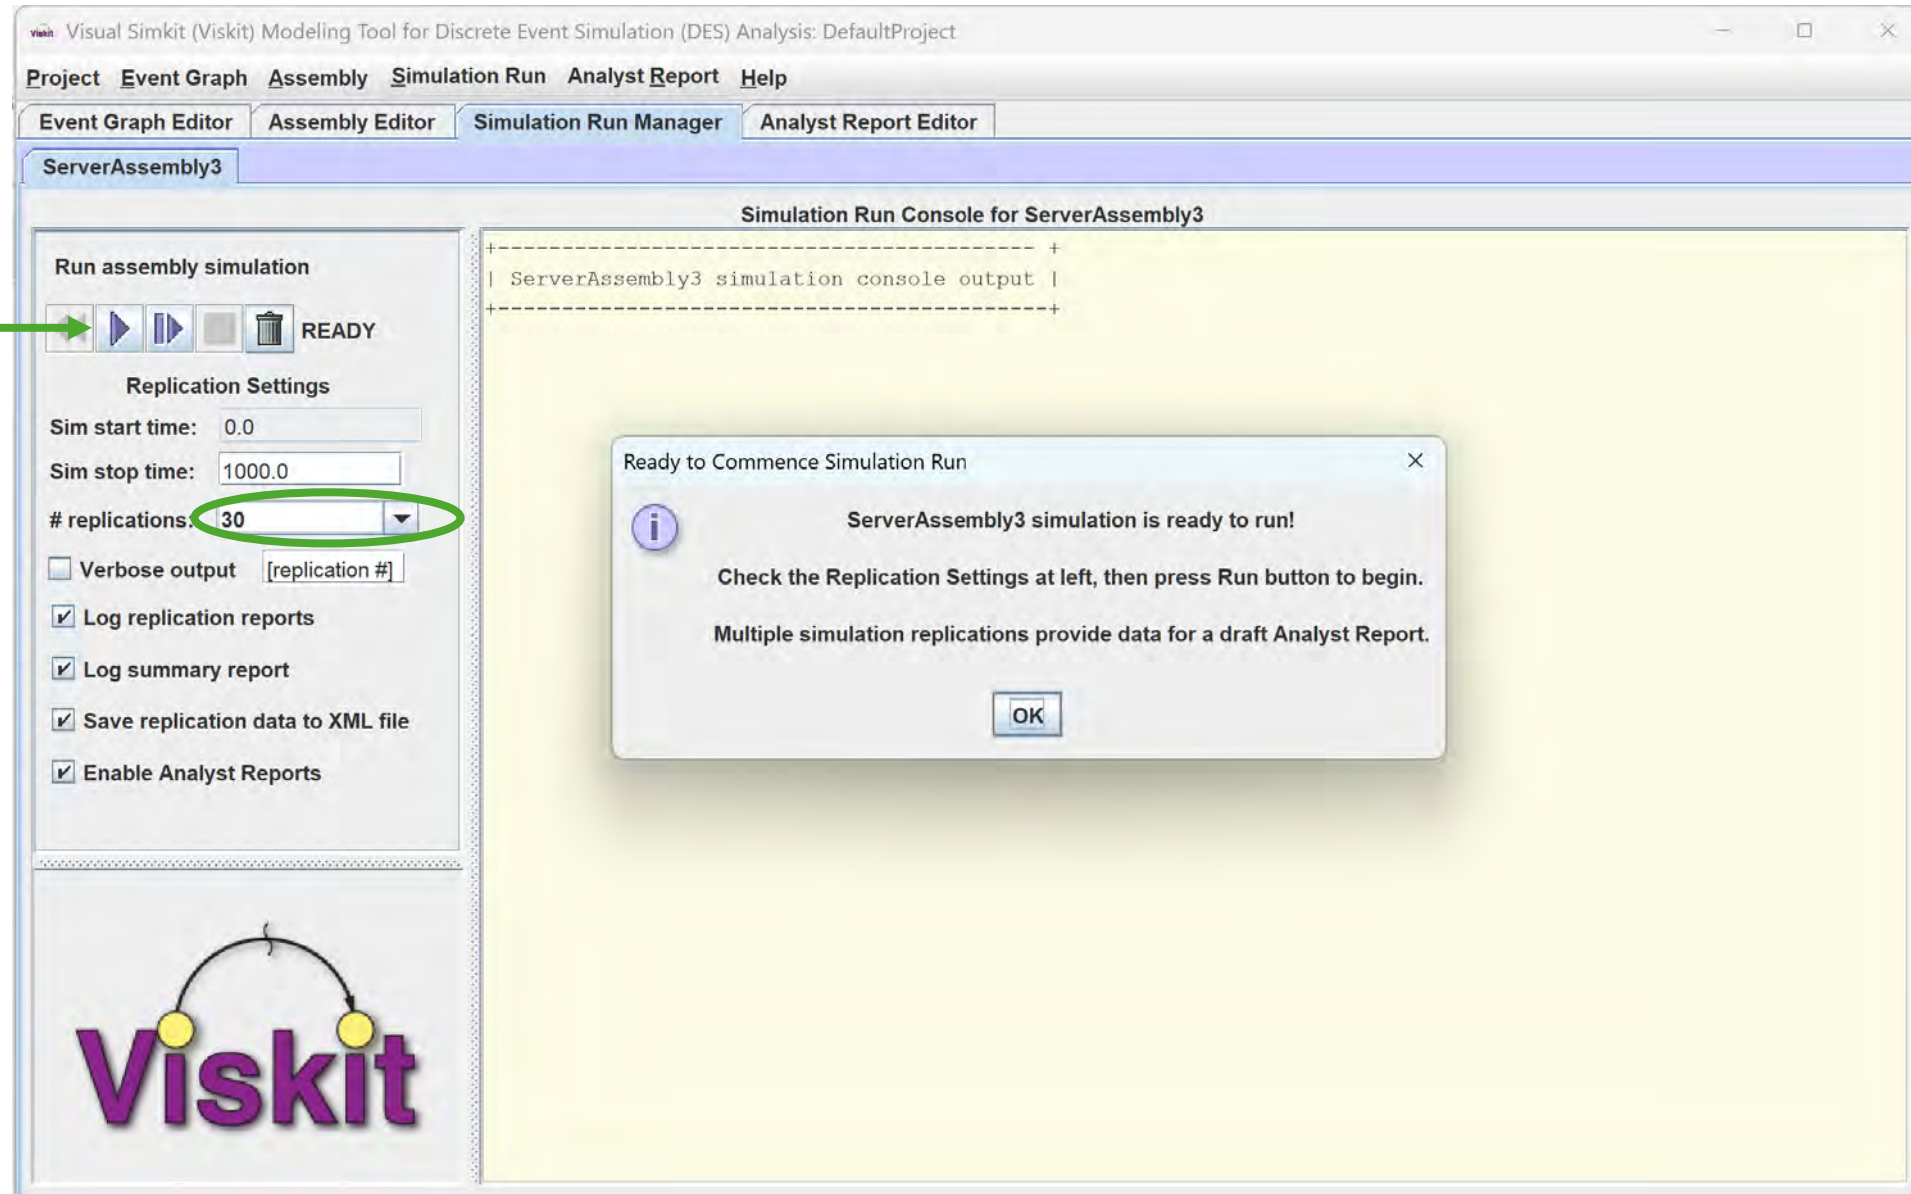 Viskit Visual Simkit (Viskit) Modeling Tool for Discrete Event Simulation (DES) Analysis: DefaultProject
Project Event Graph Assembly Simulation Run Analyst Report Help
Event Graph Editor Assembly Editor Simulation Run Manager Analyst Report Editor
ServerAssembly3
Simulation Run Console for ServerAssembly3
Run assembly simulation
READY
Replication Settings
Sim start time: 0.0
Sim stop time: 1000.0
# replications: 30
Verbose output [replication #]
Log replication reports
Log summary report
Save replication data to XML file
Enable Analyst Reports
Viskit
+------------------------------------------ +
| ServerAssembly3 simulation console output |
+-------------------------------------------+
Ready to Commence Simulation Run
ServerAssembly3 simulation is ready to run!
Check the Replication Settings at left, then press Run button to begin.
Multiple simulation replications provide data for a draft Analyst Report.
OK